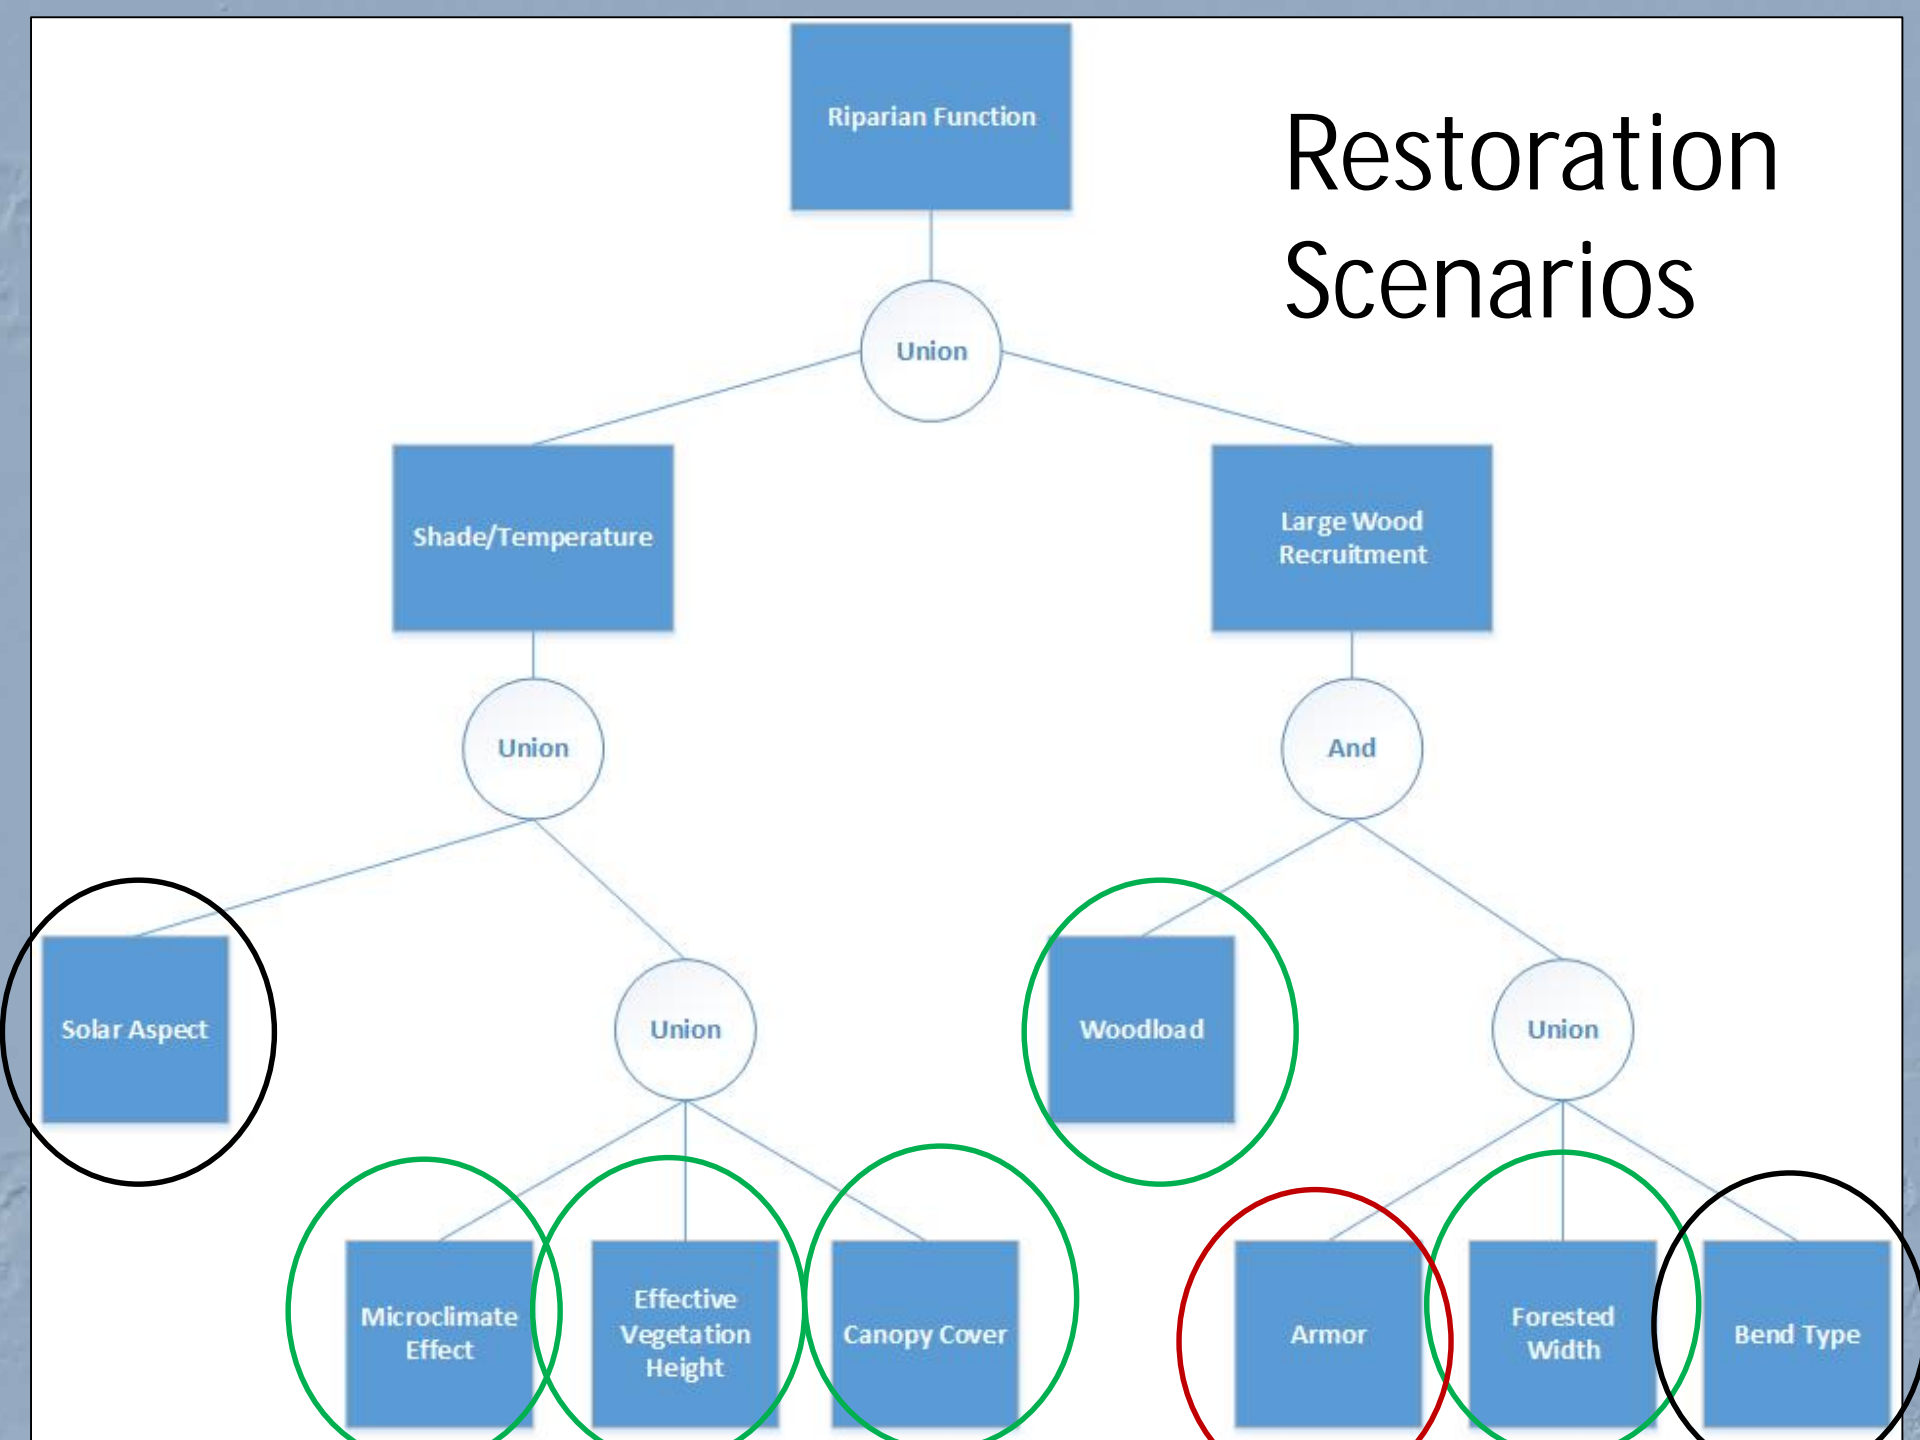 Riparian Function
Restoration
Scenarios
Union
Shade/Temperature
Large Wood
Recruitment
Union
And
Solar Aspect
Union
Woodload
Union
Microclimate
Effect
Effective
Vegetation
Height
Canopy Cover
Armor
Forested
Width
Bend Type